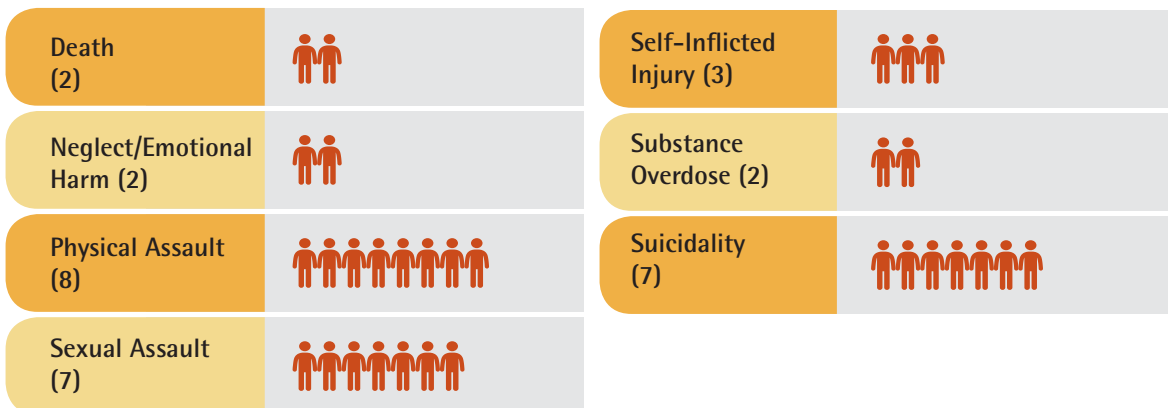 Death
(2)
Neglect/Emotional
Harm (2)
Physical Assault
(8)
Sexual Assault
(7)
Self-Inflicted
Injury (3)
Substance
Overdose (2)
Suicidality
(7)